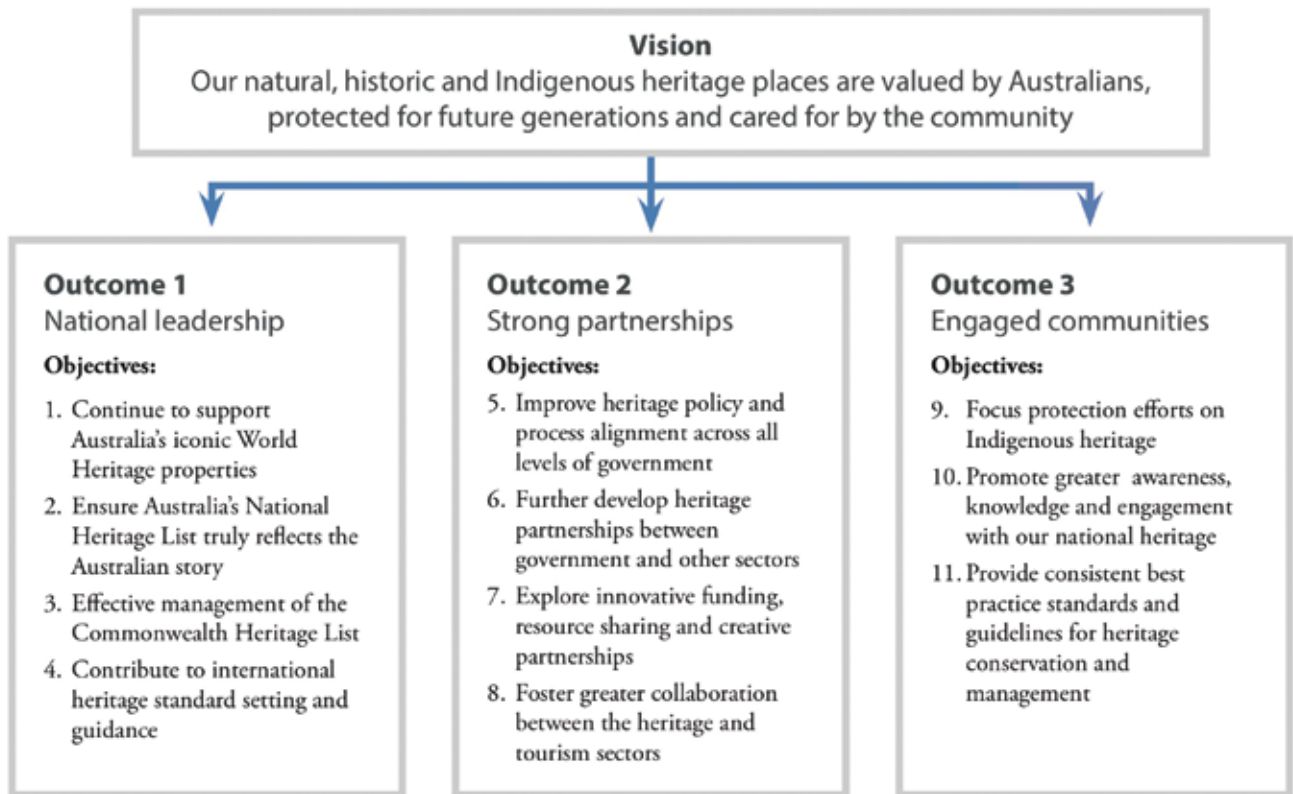 Vision
Our natural, historic and Indigenous heritage places are valued by Australians,
protected for future generations and cared for by the community
Outcome 1
National leadership
Objectives:
1. Continue to support
Australia's iconic World
Heritage properties
2. Ensure Australia's National
Heritage List truly reflects the
Australian story
3. Effective management of the
Commonwealth Heritage List
4. Contribute to international
heritage standard setting and
guidance
Outcome 2
Strong partnerships
Objectives:
5. Improve heritage policy and
process alignment across all
levels of government
6. Further develop heritage
partnerships between
government and other sectors
7. Explore innovative funding,
resource sharing and creative
partnerships
8. Foster greater collaboration
between the heritage and
tourism sectors
Outcome 3
Engaged communities
Objectives:
9. Focus protection efforts on
Indigenous heritage
10. Promote greater awareness,
knowledge and engagement
with our national heritage
11. Provide consistent best
practice standards and
guidelines for heritage
conservation and
management